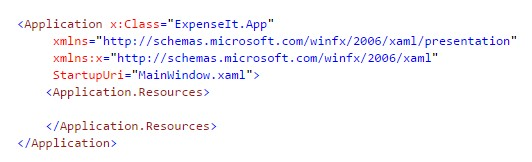 <Application x:Class="ExpenseIt.App"
     xmlns="http://schemas.microsoft.com/winfx/2006/xaml/presentation"
     xmlns:x="http://schemas.microsoft.com/winfx/2006/xaml"
     StartupUri="MainWindow.xaml">
    <Application.Resources>

    </Application.Resources>
</Application>